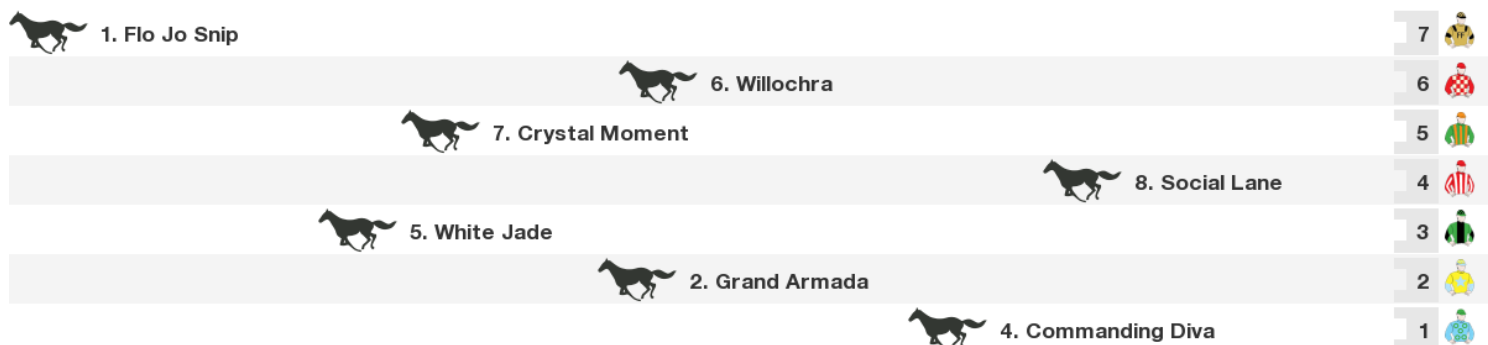 1. Flo Jo Snip 7
6. Willochra 6
7. Crystal Moment 5
8. Social Lane 4
5. White Jade 3
2. Grand Armada 2
4. Commanding Diva 1